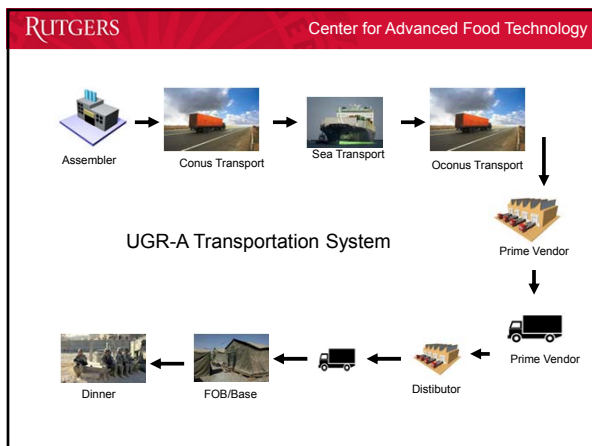 RUTGERS
Center for Advanced Food Technology
Assembler
Conus Transport
Sea Transport
Oconus Transport
Prime Vendor
UGR-A Transportation System
Prime Vendor
Distibutor
FOB/Base
Dinner